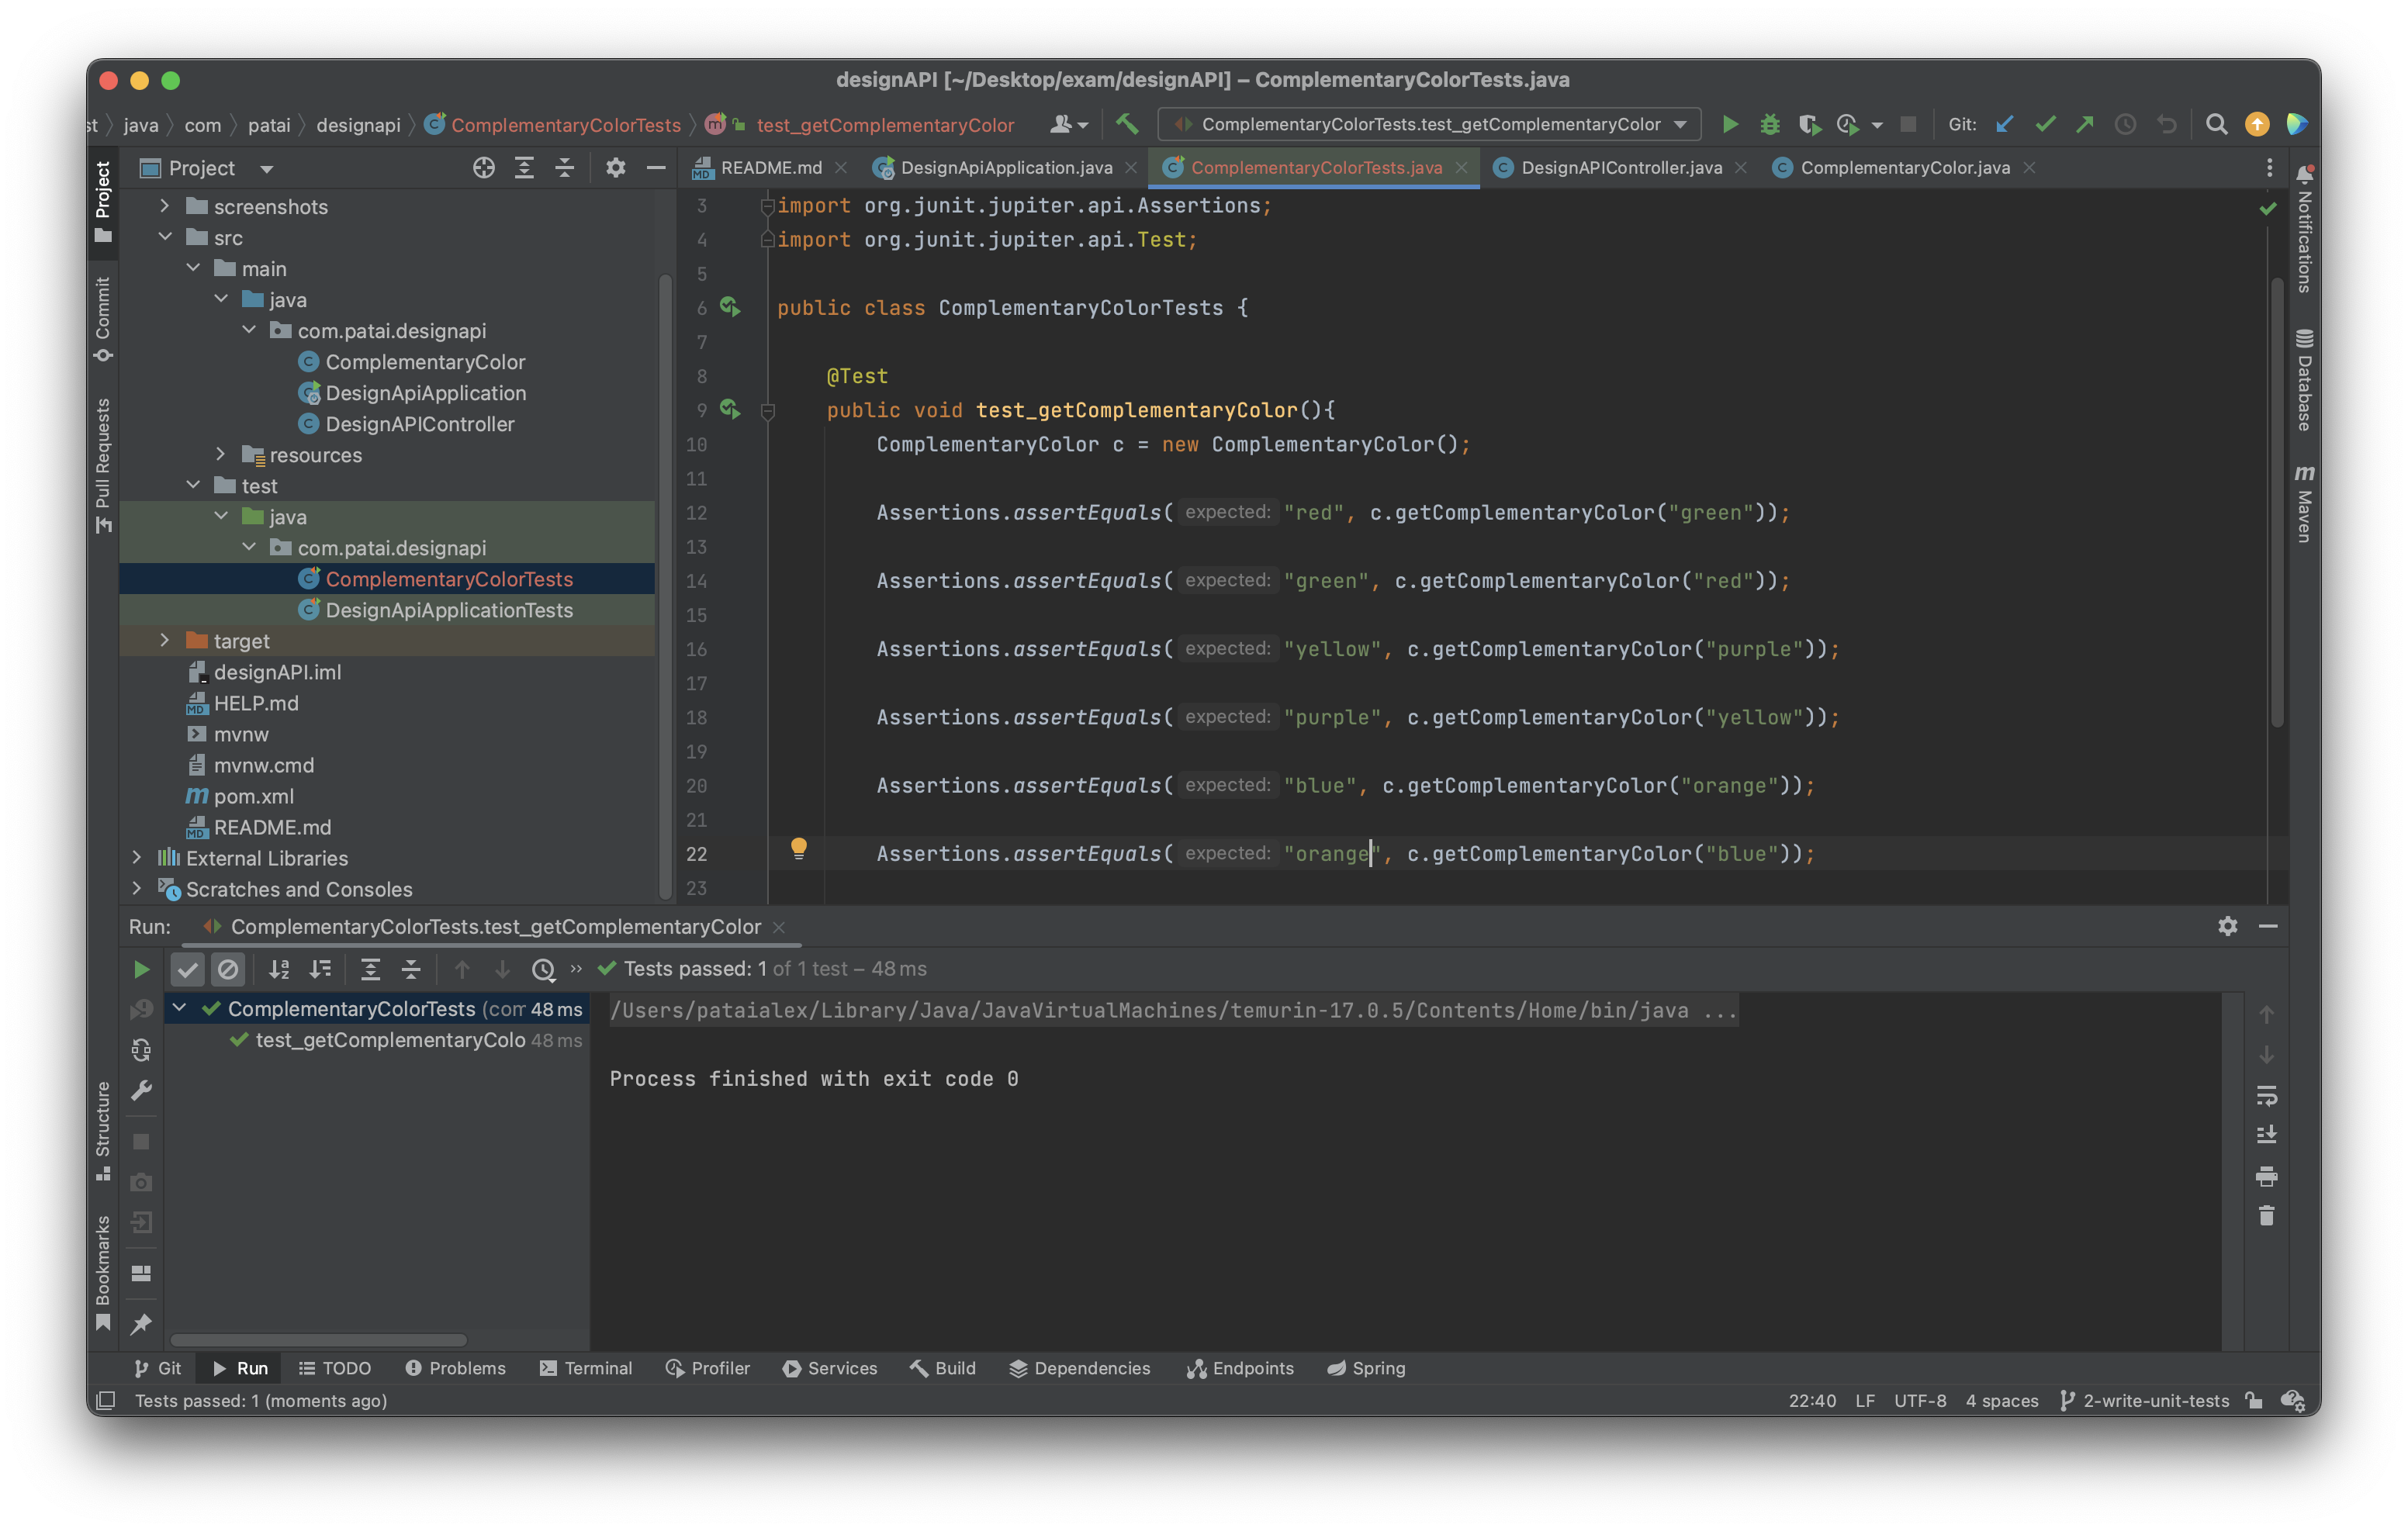 designAPI [~/Desktop/exam/designAPI] – ComplementaryColorTests.java
st java com patai designapi ComplementaryColorTests test_getComplementaryColor ComplementaryColorTests.test_getComplementaryColor Git:
Project
README.md DesignApiApplication.java ComplementaryColorTests.java DesignAPIController.java ComplementaryColor.java
Project
Commit
Pull Requests
Structure
Bookmarks
screenshots
src
main
java
com.patai.designapi
ComplementaryColor
DesignApiApplication
DesignAPIController
resources
test
java
com.patai.designapi
ComplementaryColorTests
DesignApiApplicationTests
target
designAPI.iml
HELP.md
mvnw
mvnw.cmd
pom.xml
README.md
External Libraries
Scratches and Consoles
3 import org.junit.jupiter.api.Assertions;
4 import org.junit.jupiter.api.Test;
5
6 public class ComplementaryColorTests {
7
8 @Test
9 public void test_getComplementaryColor(){
10 ComplementaryColor c = new ComplementaryColor();
11
12 Assertions.assertEquals( expected: "red", c.getComplementaryColor("green"));
13
14 Assertions.assertEquals( expected: "green", c.getComplementaryColor("red"));
15
16 Assertions.assertEquals( expected: "yellow", c.getComplementaryColor("purple"));
17
18 Assertions.assertEquals( expected: "purple", c.getComplementaryColor("yellow"));
19
20 Assertions.assertEquals( expected: "blue", c.getComplementaryColor("orange"));
21
22 Assertions.assertEquals( expected: "orange", c.getComplementaryColor("blue"));
23
Notifications
Database
Maven
Run: ComplementaryColorTests.test_getComplementaryColor
Tests passed: 1 of 1 test – 48 ms
ComplementaryColorTests (com 48 ms
test_getComplementaryColo 48 ms
/Users/pataialex/Library/Java/JavaVirtualMachines/temurin-17.0.5/Contents/Home/bin/java ...
Process finished with exit code 0
Git Run TODO Problems Terminal Profiler Services Build Dependencies Endpoints Spring
Tests passed: 1 (moments ago) 22:40 LF UTF-8 4 spaces 2-write-unit-tests